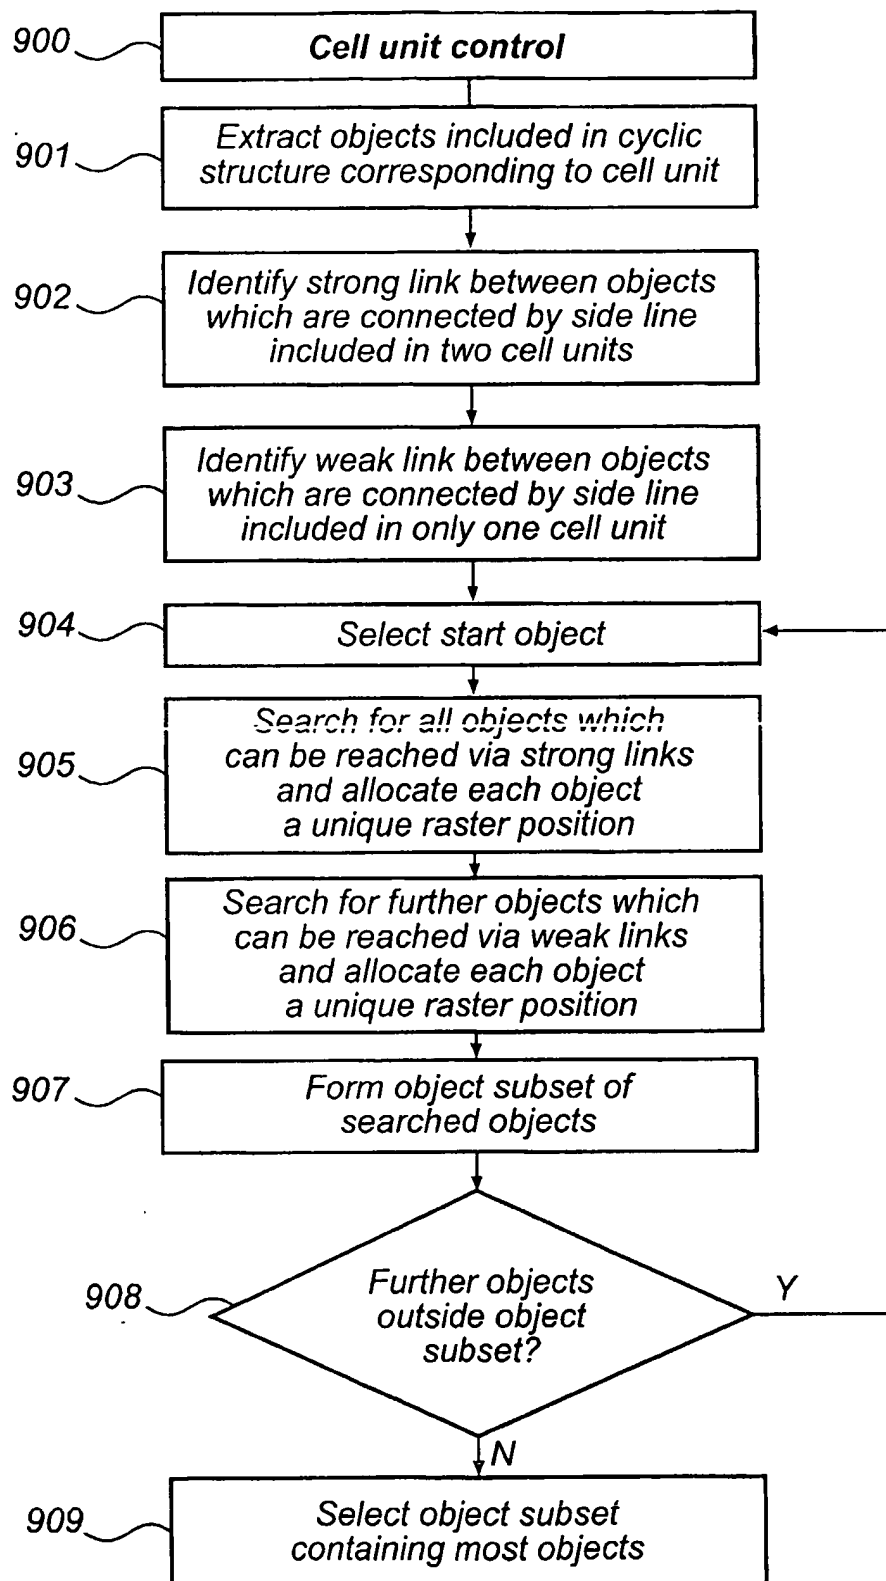 900
Cell unit control
901
Extract objects included in cyclic
structure corresponding to cell unit
902
Identify strong link between objects
which are connected by side line
included in two cell units
903
Identify weak link between objects
which are connected by side line
included in only one cell unit
904
Select start object
905
Search for all objects which
can be reached via strong links
and allocate each object
a unique raster position
906
Search for further objects which
can be reached via weak links
and allocate each object
a unique raster position
907
Form object subset of
searched objects
908
Further objects
outside object
subset?
Y
N
909
Select object subset
containing most objects